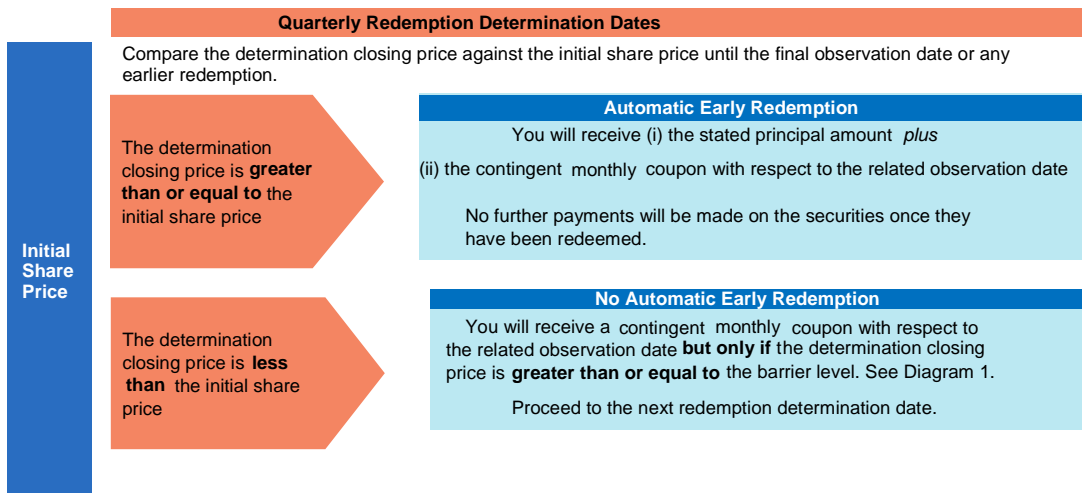 Quarterly Redemption Determination Dates
Compare the determination closing price against the initial share price until the final observation date or any
earlier redemption.
Initial
Share
Price
The determination
closing price is greater
than or equal to the
initial share price
Automatic Early Redemption
You will receive (i) the stated principal amount plus
(ii) the contingent monthly coupon with respect to the related observation date
No further payments will be made on the securities once they
have been redeemed.
The determination
closing price is less
than the initial share
price
No Automatic Early Redemption
You will receive a contingent monthly coupon with respect to
the related observation date but only if the determination closing
price is greater than or equal to the barrier level. See Diagram 1.
Proceed to the next redemption determination date.